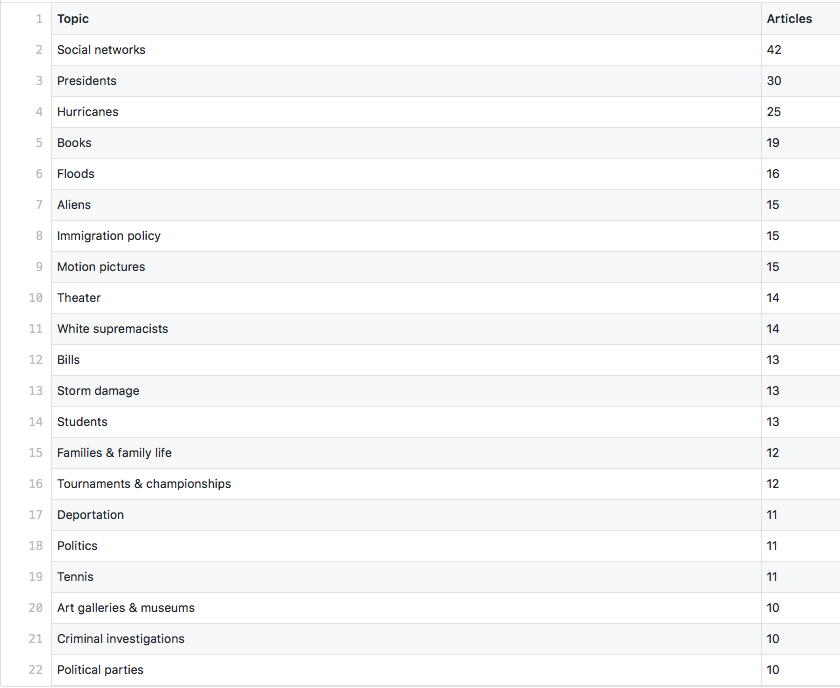 1 Topic Articles
2 Social networks 42
3 Presidents 30
4 Hurricanes 25
5 Books 19
6 Floods 16
7 Aliens 15
8 Immigration policy 15
9 Motion pictures 15
10 Theater 14
11 White supremacists 14
12 Bills 13
13 Storm damage 13
14 Students 13
15 Families & family life 12
16 Tournaments & championships 12
17 Deportation 11
18 Politics 11
19 Tennis 11
20 Art galleries & museums 10
21 Criminal investigations 10
22 Political parties 10